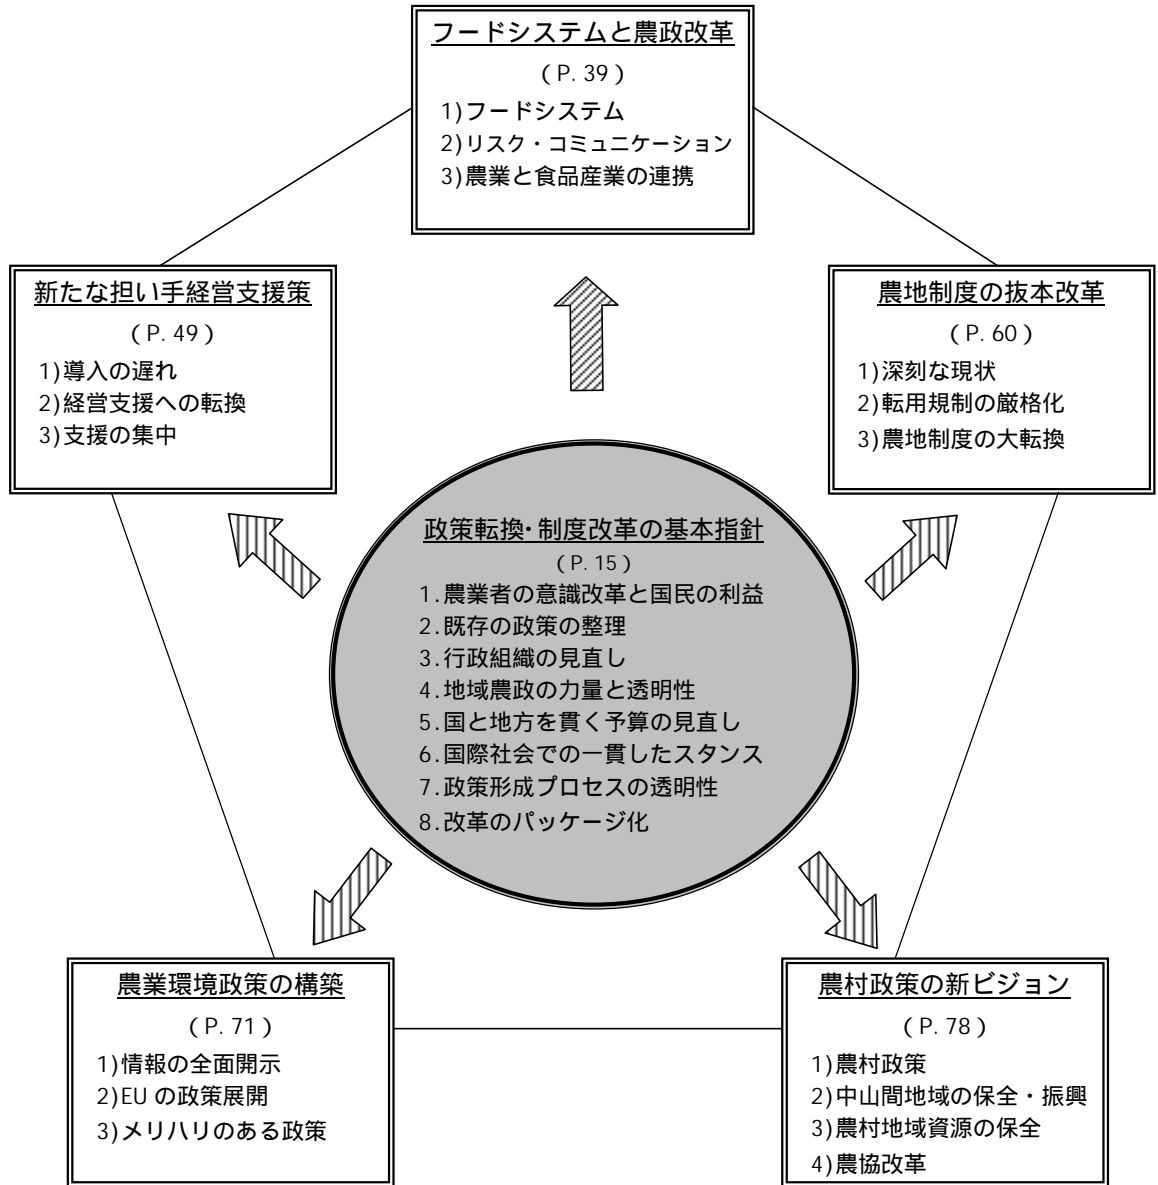 フードシステムと農政改革
（P. 39）
1)フードシステム
2)リスク・コミュニケーション
3)農業と食品産業の連携
新たな担い手経営支援策
（P. 49）
1)導入の遅れ
2)経営支援への転換
3)支援の集中
農地制度の抜本改革
（P. 60）
1)深刻な現状
2)転用規制の厳格化
3)農地制度の大転換
政策転換･制度改革の基本指針
（P. 15）
1.農業者の意識改革と国民の利益
2.既存の政策の整理
3.行政組織の見直し
4.地域農政の力量と透明性
5.国と地方を貫く予算の見直し
6.国際社会での一貫したスタンス
7.政策形成プロセスの透明性
8.改革のパッケージ化
農業環境政策の構築
（P. 71）
1)情報の全面開示
2)EU の政策展開
3)メリハリのある政策
農村政策の新ビジョン
（P. 78）
1)農村政策
2)中山間地域の保全・振興
3)農村地域資源の保全
4)農協改革